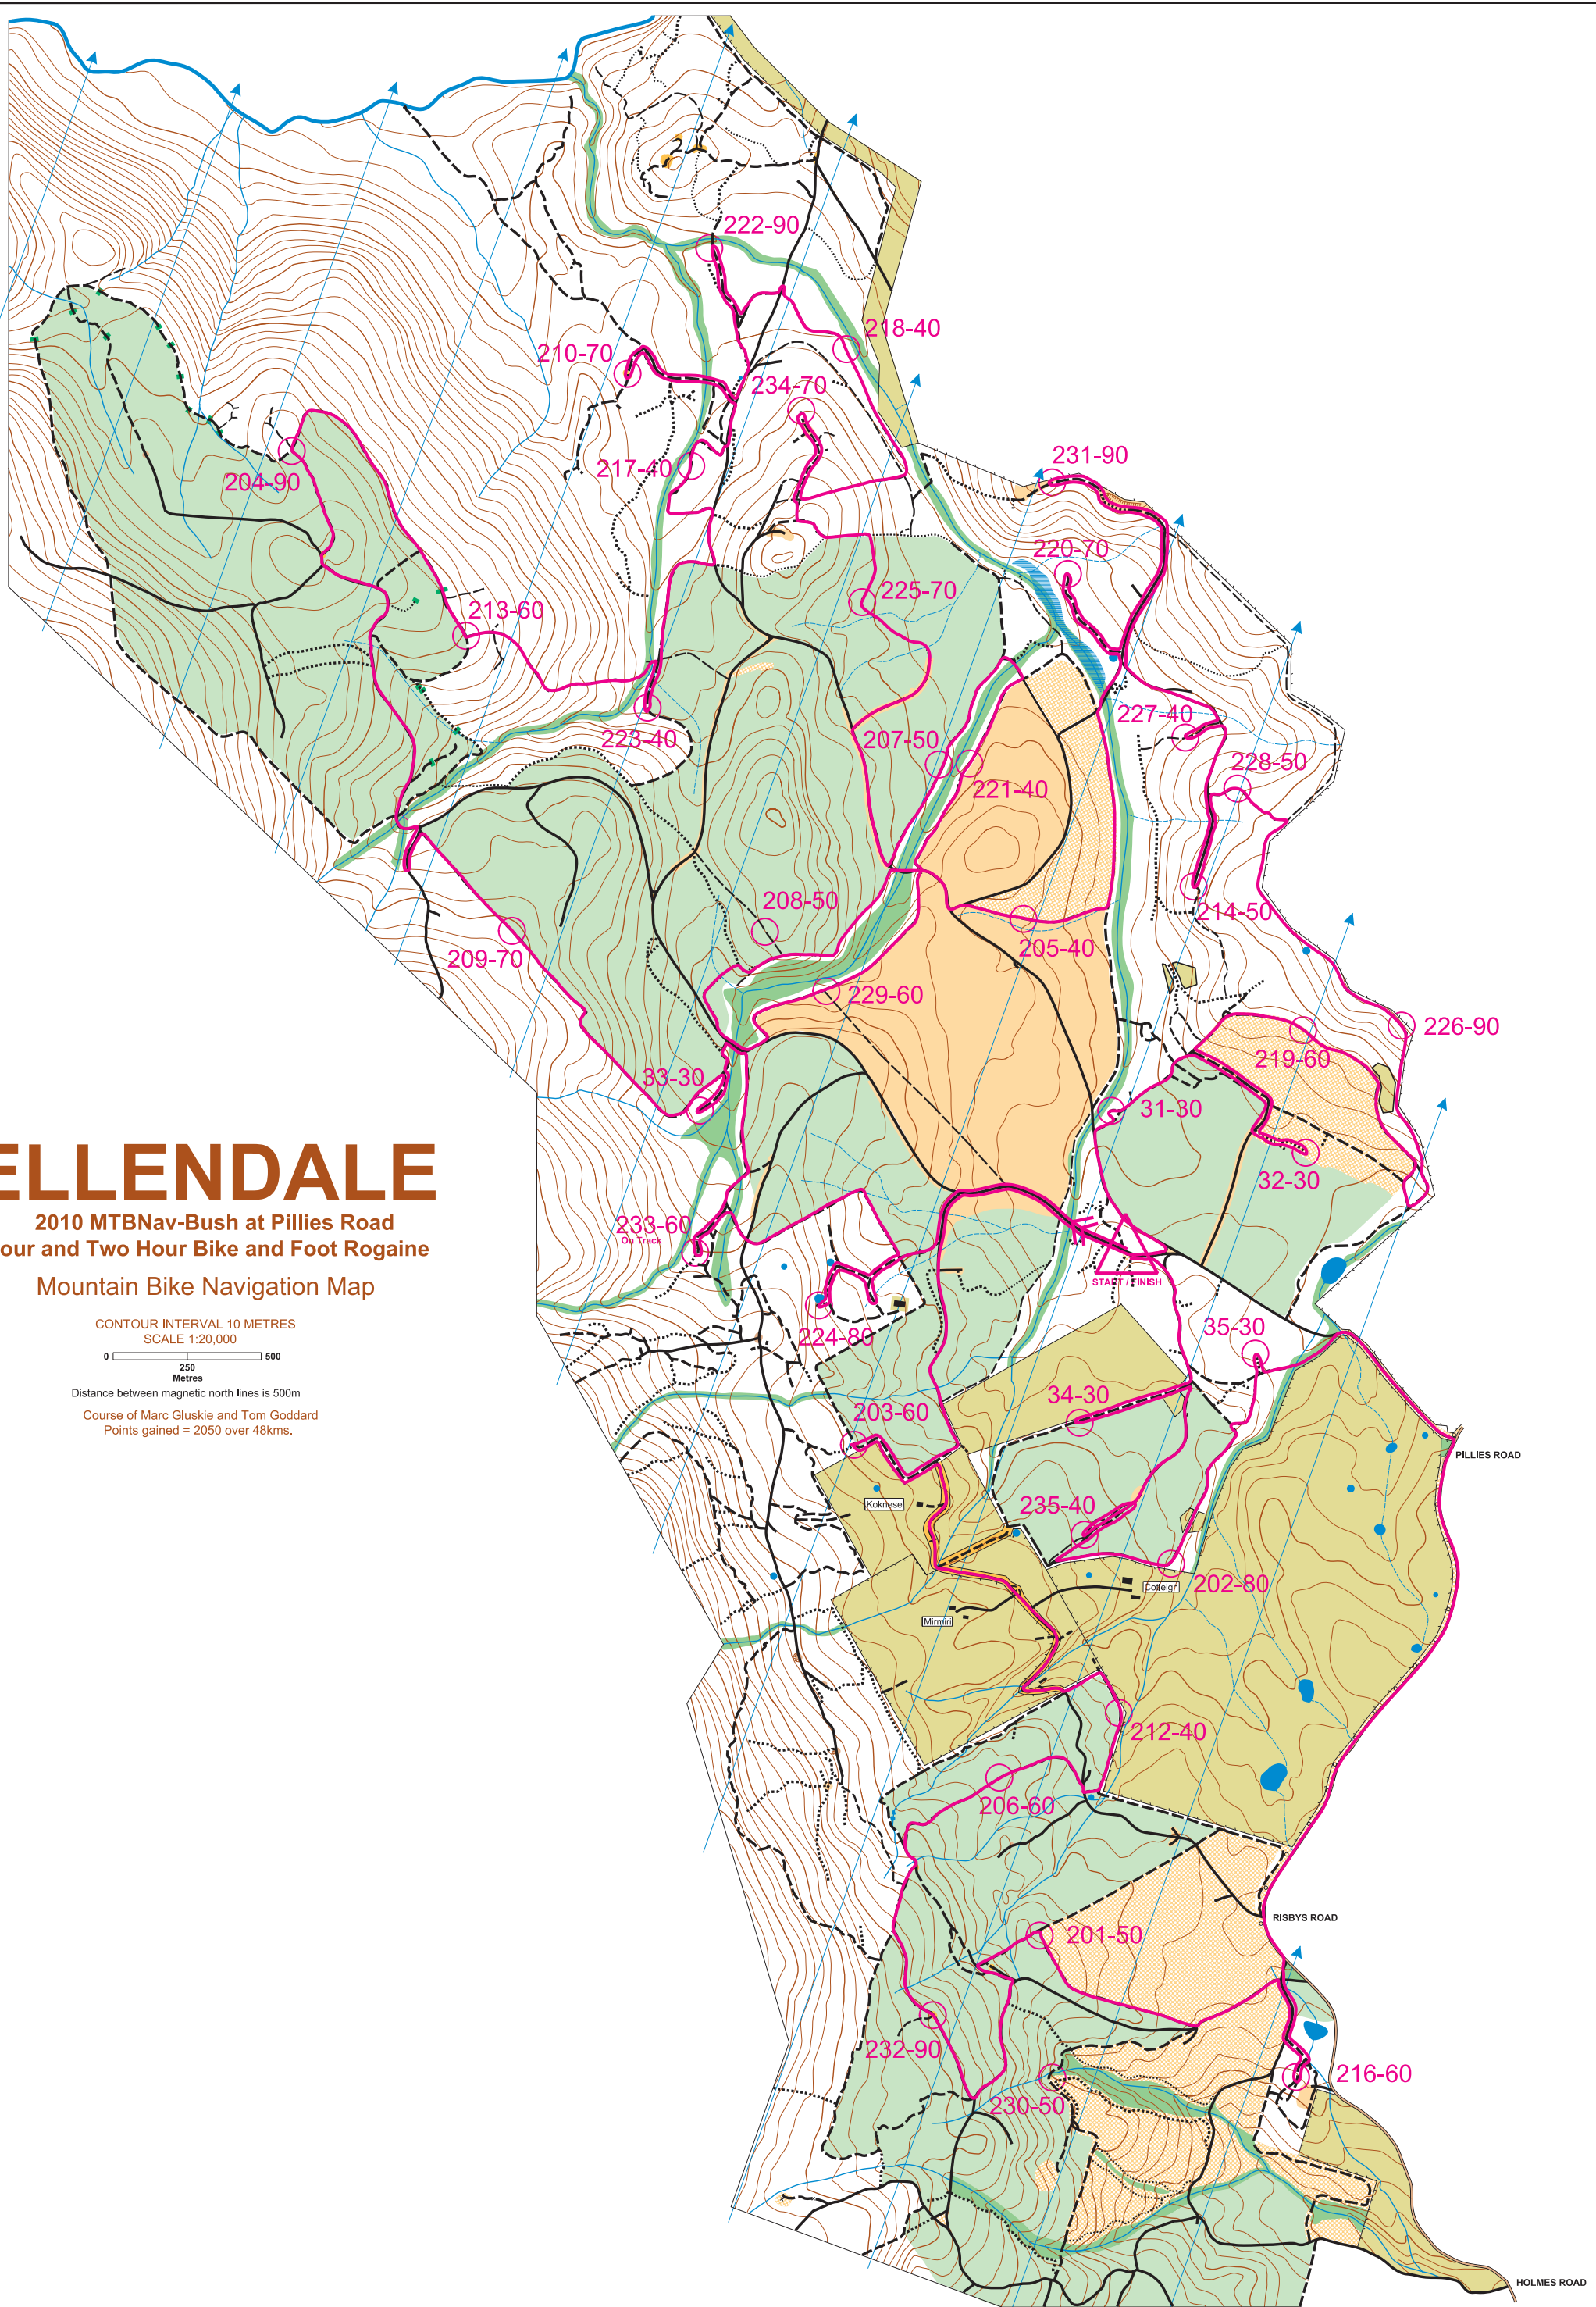 222-90
218-40
210-70
234-70
231-90
217-40
204-90
220-70
225-70
213-60
227-40
223-40
207-50
228-50
221-40
208-50
214-50
205-40
209-70
229-60
226-90
219-60
33-30
31-30
ELLENDALE
32-30
2010 MTBNav-Bush at Pillies Road
233-60
On Track
our and Two Hour Bike and Foot Rogaine
Mountain Bike Navigation Map
START / FINISH
CONTOUR INTERVAL 10 METRES
SCALE 1:20,000
0 500
250
Metres
224-80
35-30
Distance between magnetic north lines is 500m
34-30
Course of Marc Gluskie and Tom Goddard
Points gained = 2050 over 48kms.
203-60
PILLIES ROAD
Koknese
235-40
Colleigh
202-80
Mirmiri
212-40
206-60
RISBYS ROAD
201-50
232-90
216-60
230-50
HOLMES ROAD